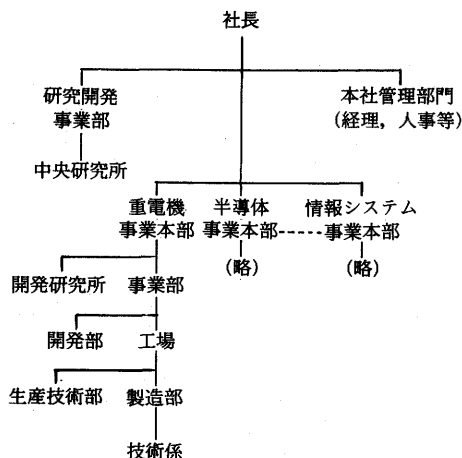 社長
研究開発
事業部
本社管理部門
(経理,人事等)
中央研究所
重電機
事業本部
半導体
事業本部
情報システム
事業本部
(略)
(略)
開発研究所
事業部
開発部
工場
生産技術部
製造部
技術係